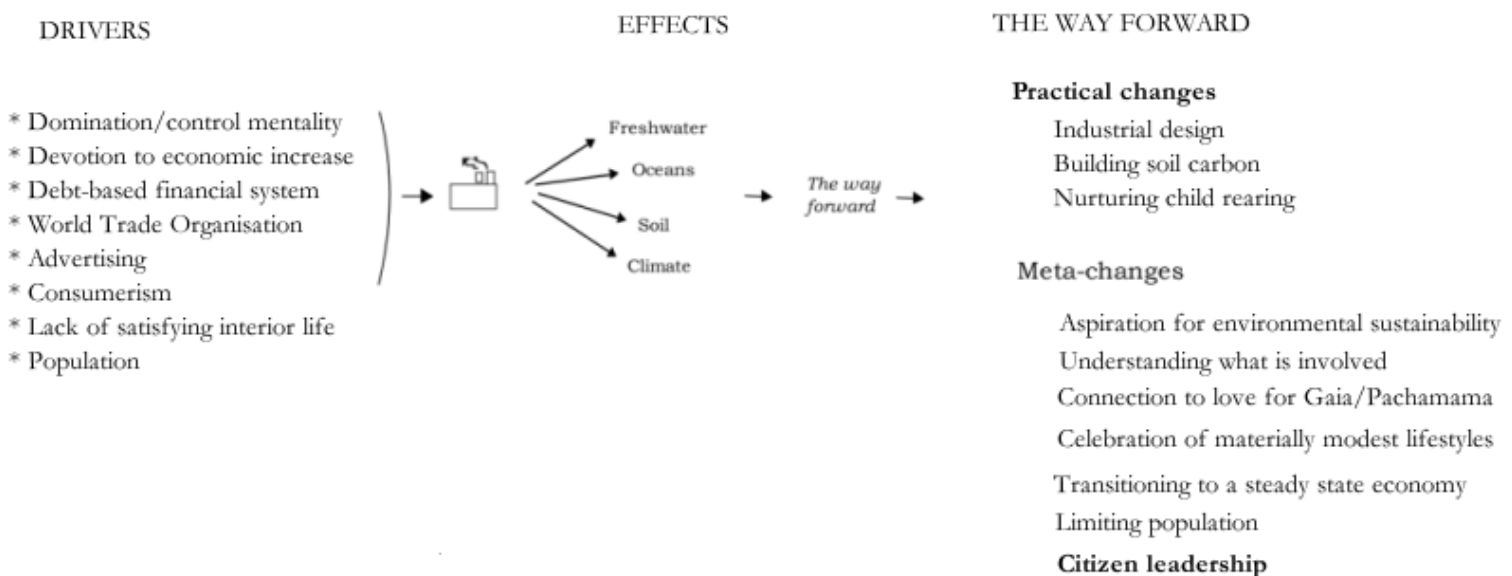 DRIVERS
* Domination/control mentality
* Devotion to economic increase
* Debt-based financial system
* World Trade Organisation
* Advertising
* Consumerism
* Lack of satisfying interior life
* Population
EFFECTS
Freshwater
Oceans
Soil
Climate
The way
forward
THE WAY FORWARD
Practical changes
Industrial design
Building soil carbon
Nurturing child rearing
Meta-changes
Aspiration for environmental sustainability
Understanding what is involved
Connection to love for Gaia/Pachamama
Celebration of materially modest lifestyles
Transitioning to a steady state economy
Limiting population
Citizen leadership